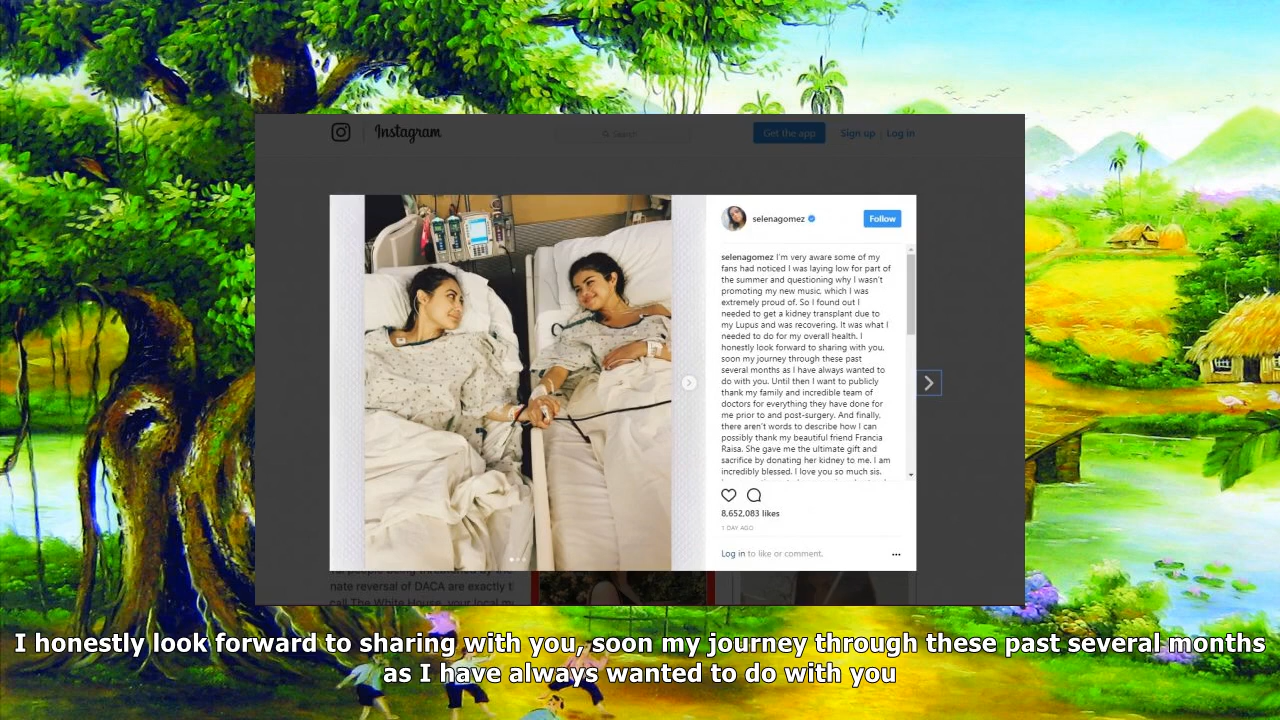 Instagram
Search
Get the app
Sign up | Log in
selenagomez
Follow
selenagomez I'm very aware some of my
fans had noticed I was laying low for part of
the summer and questioning why I wasn't
promoting my new music, which I was
extremely proud of. So I found out I
needed to get a kidney transplant due to
my Lupus and was recovering. It was what I
needed to do for my overall health. I
honestly look forward to sharing with you,
soon my journey through these past
several months as I have always wanted to
do with you. Until then I want to publicly
thank my family and incredible team of
doctors for everything they have done for
me prior to and post-surgery. And finally,
there aren't words to describe how I can
possibly thank my beautiful friend Francia
Raisa. She gave me the ultimate gift and
sacrifice by donating her kidney to me. I am
incredibly blessed. I love you so much sis.
8,652,083 likes
1 DAY AGO
Log in to like or comment.
nate reversal of DACA are exactly t
call The White House, your local m
I honestly look forward to sharing with you, soon my journey through these past several months
as I have always wanted to do with you